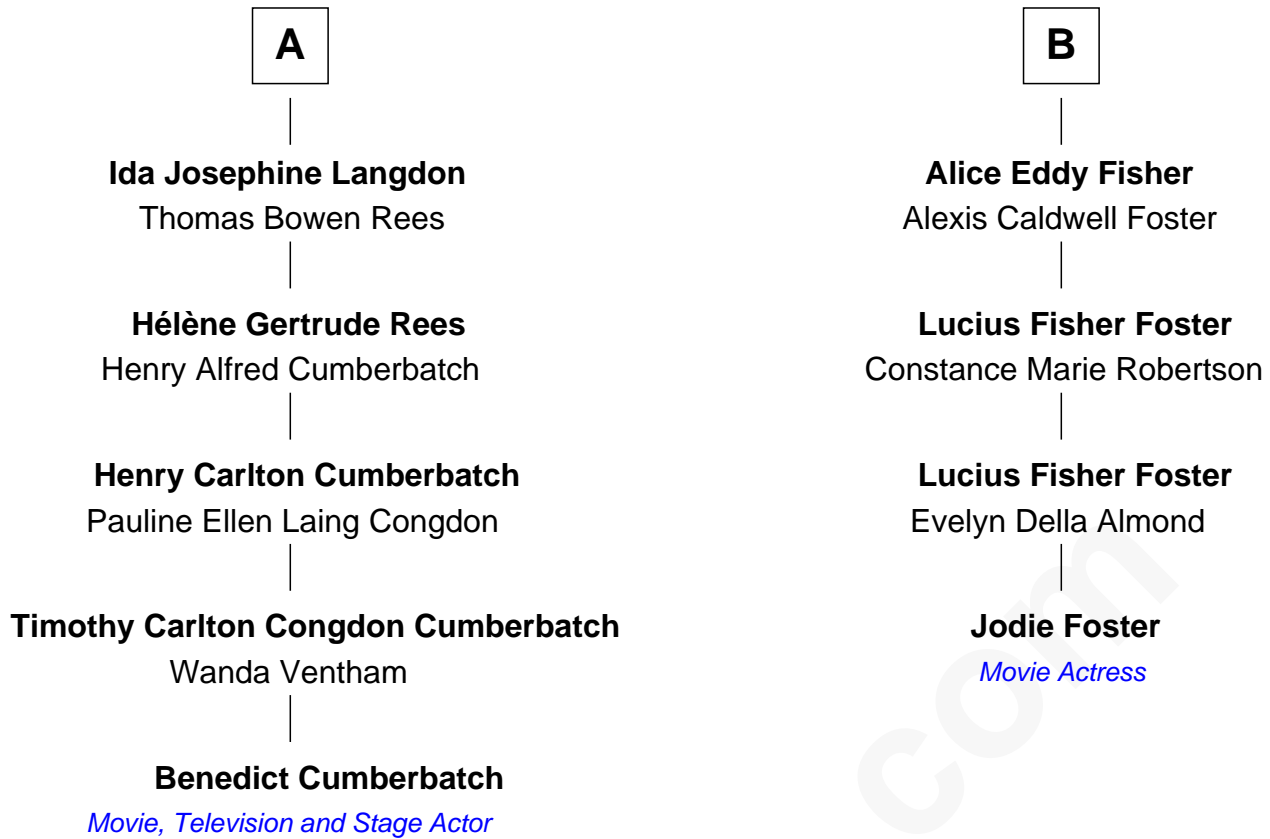 A
Ida Josephine Langdon
Thomas Bowen Rees
Hélène Gertrude Rees
Henry Alfred Cumberbatch
Henry Carlton Cumberbatch
Pauline Ellen Laing Congdon
Timothy Carlton Congdon Cumberbatch
Wanda Ventham
Benedict Cumberbatch
Movie, Television and Stage Actor
B
Alice Eddy Fisher
Alexis Caldwell Foster
Lucius Fisher Foster
Constance Marie Robertson
Lucius Fisher Foster
Evelyn Della Almond
Jodie Foster
Movie Actress
com